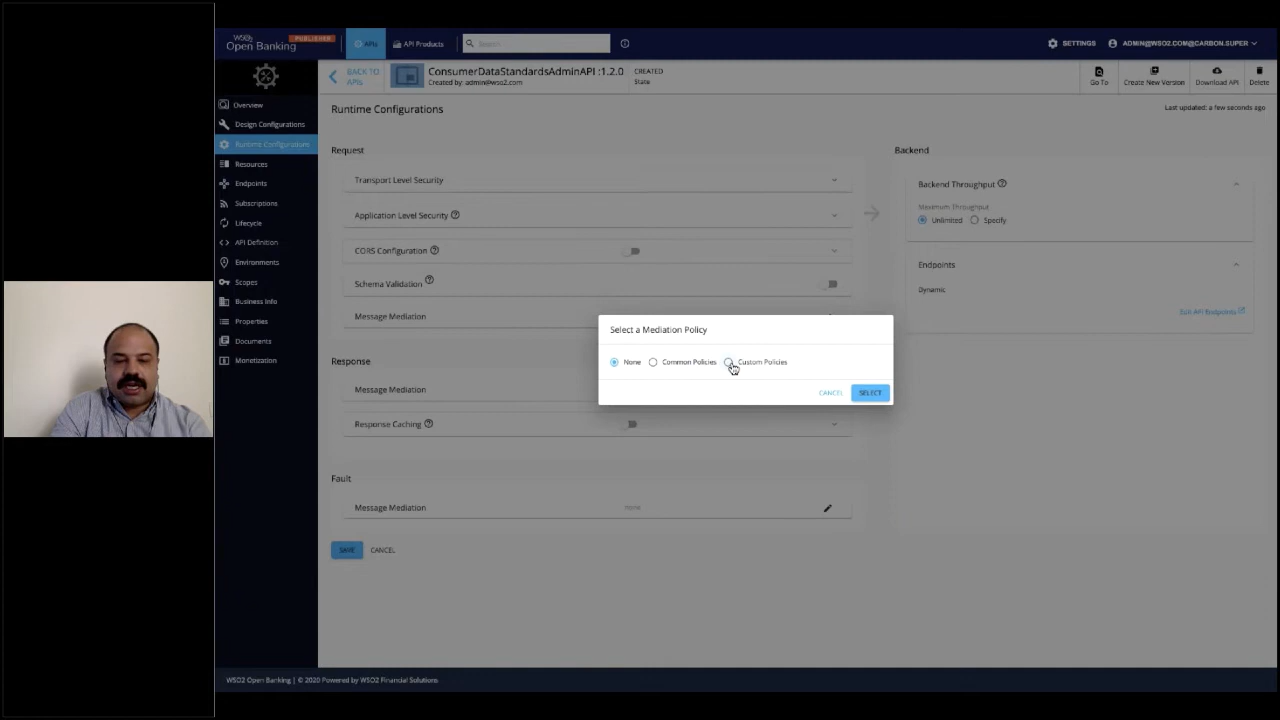 WSO2
Open Banking
PUBLISHER
APIs
API Products
Search
SETTINGS
ADMIN@WSO2.COM@CARBON.SUPER
BACK TO
APIs
ConsumerDataStandardsAdminAPI :1.2.0
Created by: admin@wso2.com
CREATED
State
Go To
Create New Version
Download API
Delete
Overview
Design Configurations
Runtime Configurations
Resources
Endpoints
Subscriptions
Lifecycle
API Definition
Environments
Scopes
Business Info
Properties
Documents
Monetization
Runtime Configurations
Last updated: a few seconds ago
Request
Transport Level Security
Application Level Security
CORS Configuration
Schema Validation
Message Mediation
Response
Message Mediation
Response Caching
Fault
Message Mediation
none
SAVE
CANCEL
Backend
Backend Throughput
Maximum Throughput
Unlimited
Specify
Endpoints
Dynamic
Edit API Endpoints
Select a Mediation Policy
None
Common Policies
Custom Policies
CANCEL
SELECT
WSO2 Open Banking | © 2020 Powered by WSO2 Financial Solutions